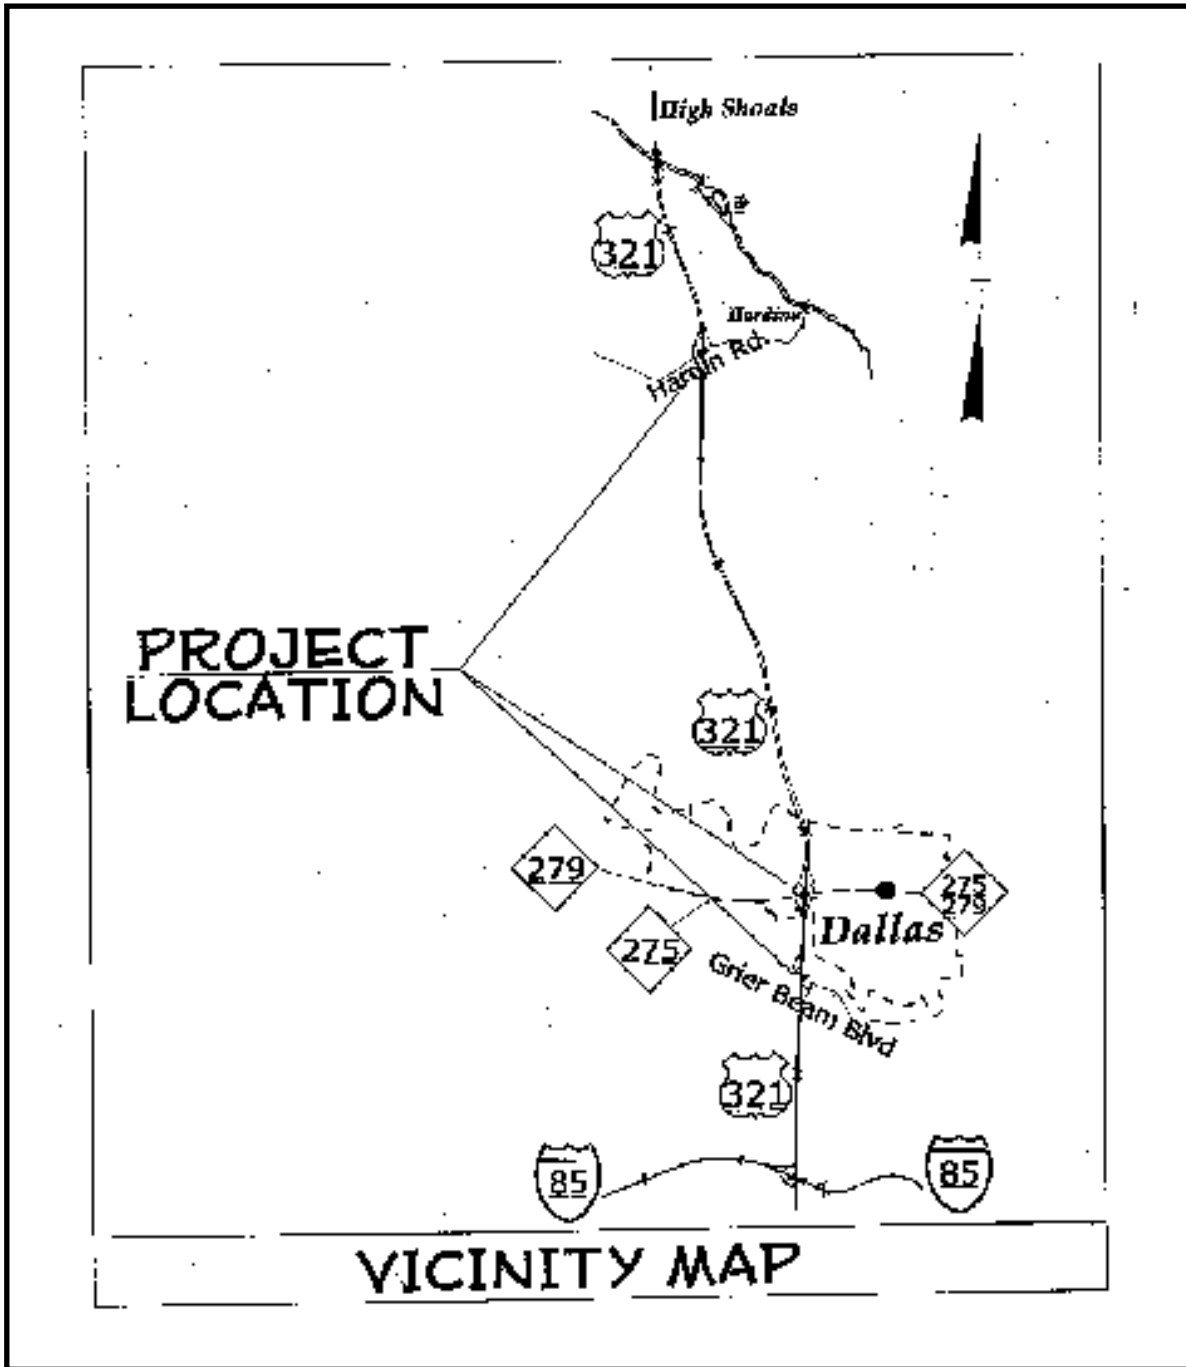 High Shoals
321
Hardin Rd
PROJECT
LOCATION
321
279
275
279
275
Dallas
Grier Beam Blvd
321
85
85
VICINITY MAP